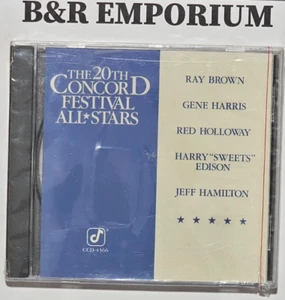 B&R EMPORIUM
THE 20TH
CONCORD
FESTIVAL
ALL★STARS
RAY BROWN
GENE HARRIS
RED HOLLOWAY
HARRY "SWEETS"
EDISON
JEFF HAMILTON
★ ★ ★ ★ ★
CCD-4366